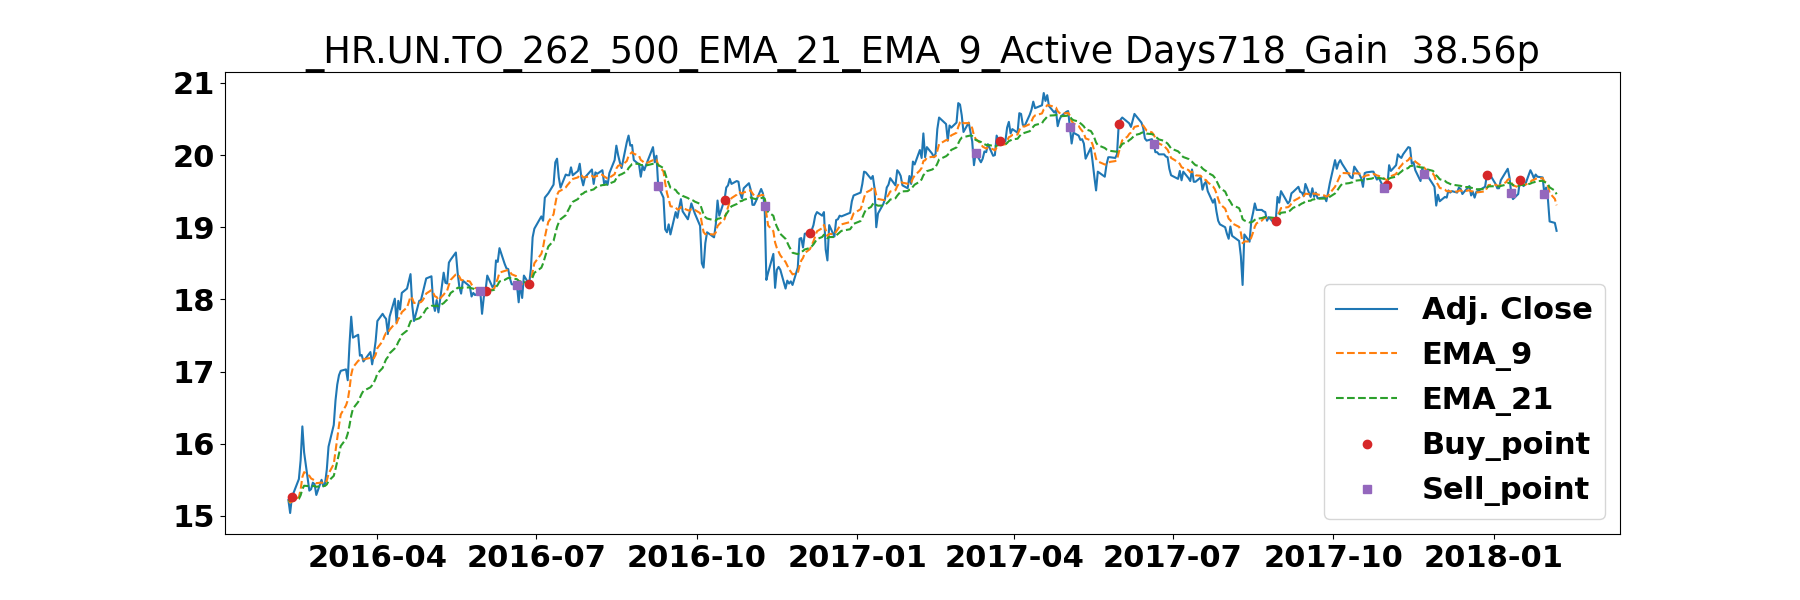 _HR.UN.TO_262_500_EMA_21_EMA_9_Active Days718_Gain  38.56p
21
20
19
18
17
16
15
Adj. Close
EMA_9
EMA_21
Buy_point
Sell_point
2016-04 2016-07 2016-10 2017-01 2017-04 2017-07 2017-10 2018-01